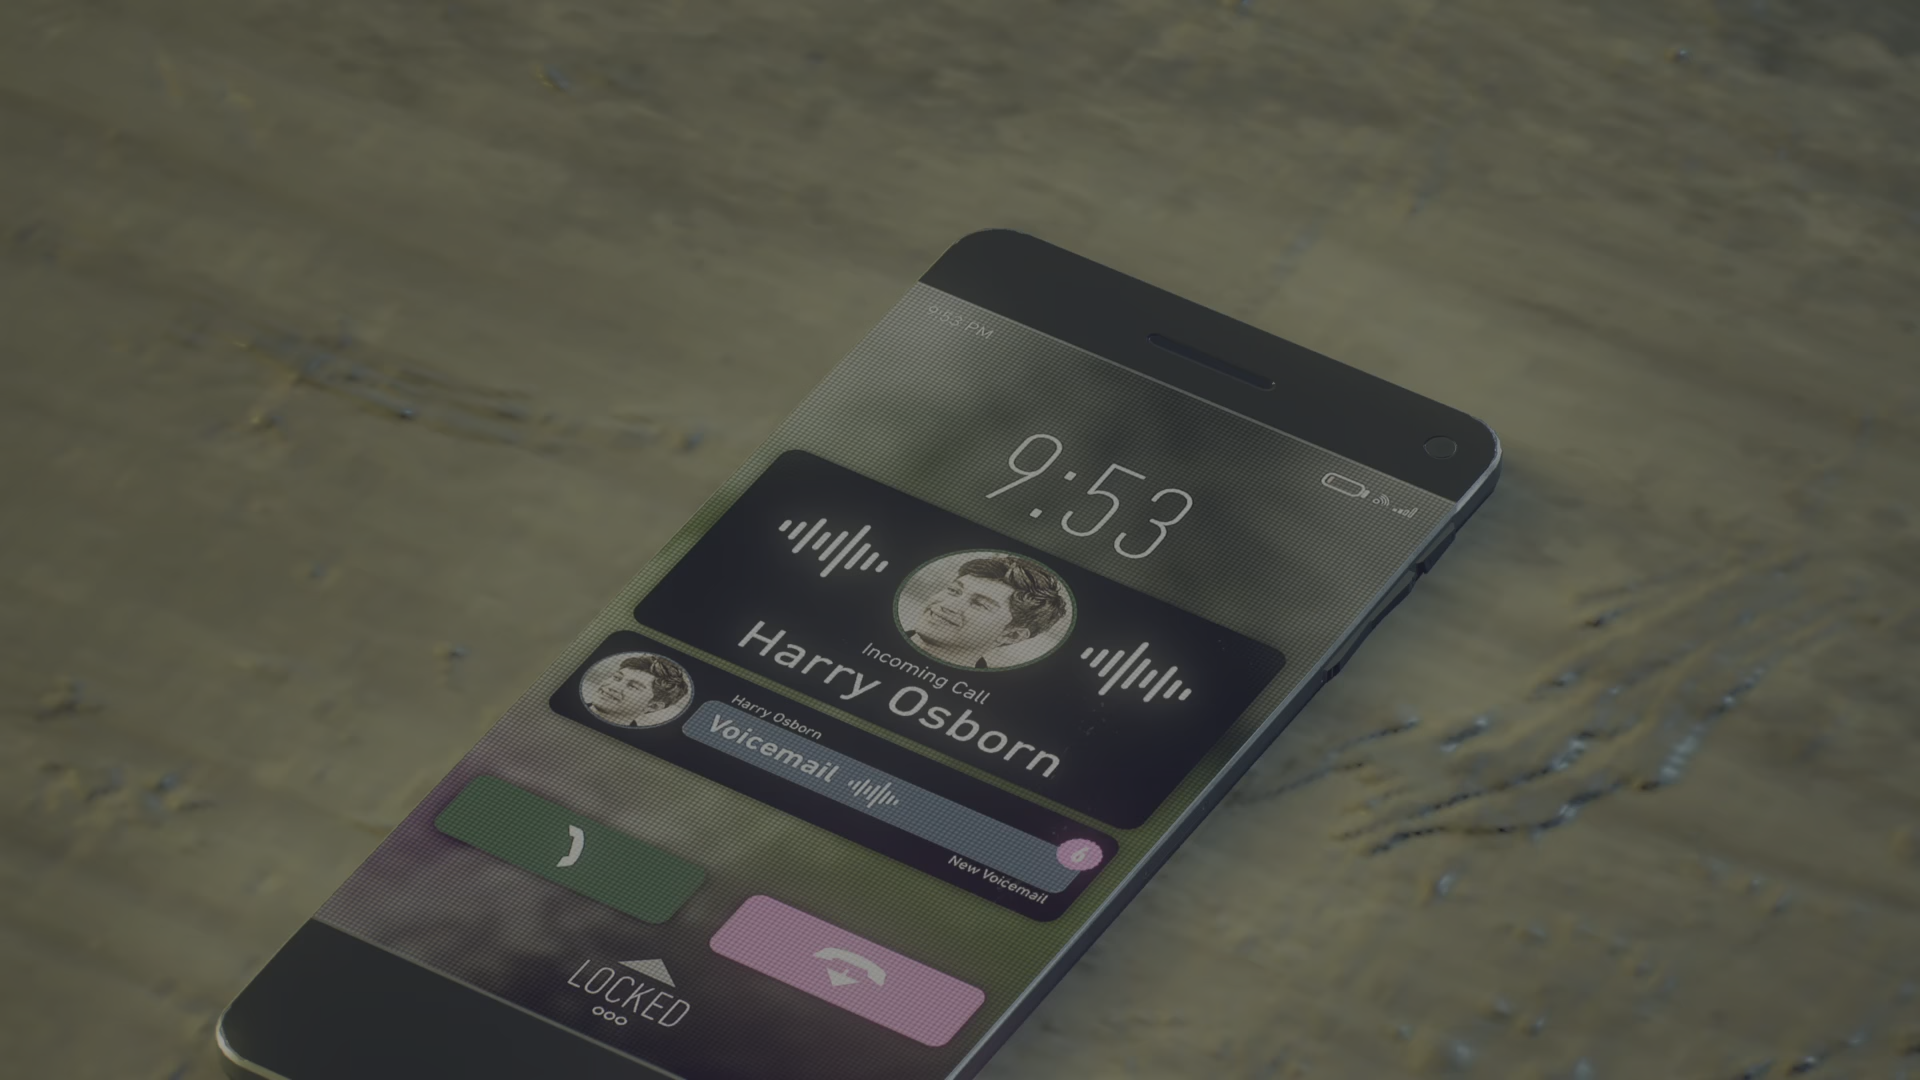 9:53 PM
9:53
Incoming Call
Harry Osborn
Harry Osborn
Voicemail
6
New Voicemail
LOCKED